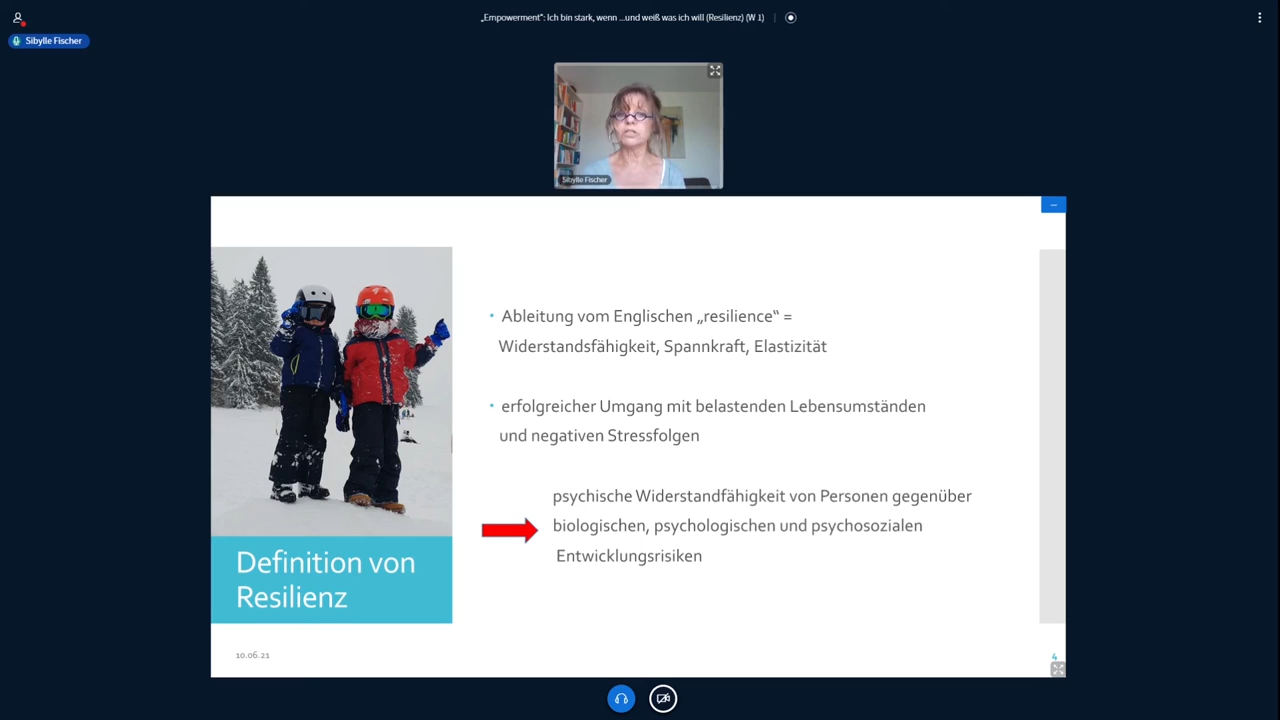 „Empowerment“: Ich bin stark, wenn ...und weiß was ich will (Resilienz) (W 1)
Sibylle Fischer
Sibylle Fischer
• Ableitung vom Englischen „resilience“ =
Widerstandsfähigkeit, Spannkraft, Elastizität
• erfolgreicher Umgang mit belastenden Lebensumständen
und negativen Stressfolgen
psychische Widerstandfähigkeit von Personen gegenüber
biologischen, psychologischen und psychosozialen
Entwicklungsrisiken
Definition von
Resilienz
10.06.21
4